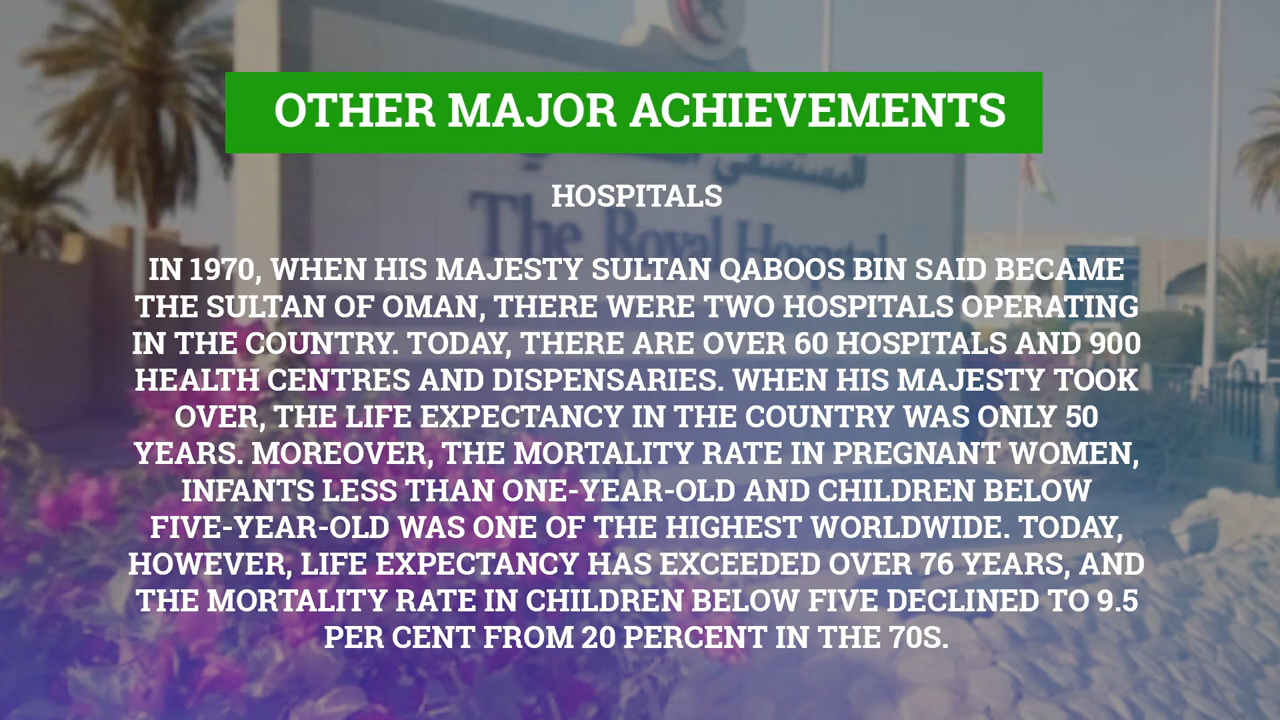 OTHER MAJOR ACHIEVEMENTS
المستشفى السلطاني
The Royal Hospital
HOSPITALS
IN 1970, WHEN HIS MAJESTY SULTAN QABOOS BIN SAID BECAME
THE SULTAN OF OMAN, THERE WERE TWO HOSPITALS OPERATING
IN THE COUNTRY. TODAY, THERE ARE OVER 60 HOSPITALS AND 900
HEALTH CENTRES AND DISPENSARIES. WHEN HIS MAJESTY TOOK
OVER, THE LIFE EXPECTANCY IN THE COUNTRY WAS ONLY 50
YEARS. MOREOVER, THE MORTALITY RATE IN PREGNANT WOMEN,
INFANTS LESS THAN ONE-YEAR-OLD AND CHILDREN BELOW
FIVE-YEAR-OLD WAS ONE OF THE HIGHEST WORLDWIDE. TODAY,
HOWEVER, LIFE EXPECTANCY HAS EXCEEDED OVER 76 YEARS, AND
THE MORTALITY RATE IN CHILDREN BELOW FIVE DECLINED TO 9.5
PER CENT FROM 20 PERCENT IN THE 70S.